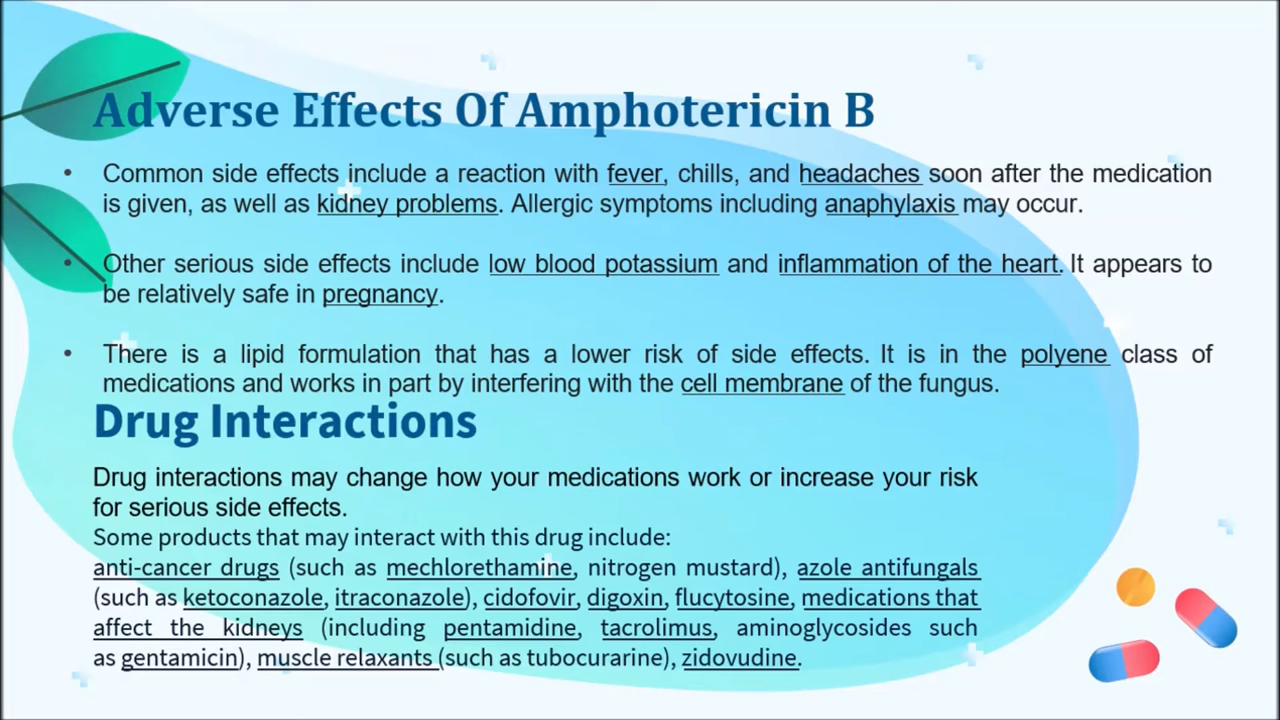 Adverse Effects Of Amphotericin B
• Common side effects include a reaction with fever, chills, and headaches soon after the medication
is given, as well as kidney problems. Allergic symptoms including anaphylaxis may occur.
• Other serious side effects include low blood potassium and inflammation of the heart. It appears to
be relatively safe in pregnancy.
• There is a lipid formulation that has a lower risk of side effects. It is in the polyene class of
medications and works in part by interfering with the cell membrane of the fungus.
Drug Interactions
Drug interactions may change how your medications work or increase your risk
for serious side effects.
Some products that may interact with this drug include:
anti-cancer drugs (such as mechlorethamine, nitrogen mustard), azole antifungals
(such as ketoconazole, itraconazole), cidofovir, digoxin, flucytosine, medications that
affect the kidneys (including pentamidine, tacrolimus, aminoglycosides such
as gentamicin), muscle relaxants (such as tubocurarine), zidovudine.